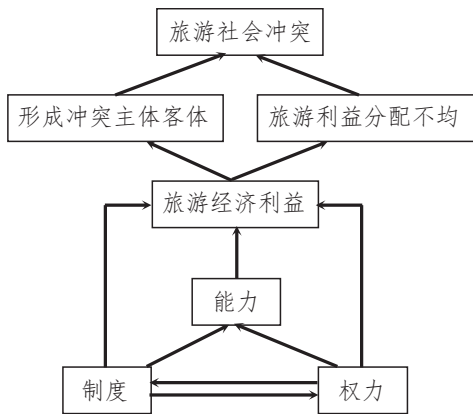 旅游社会冲突
形成冲突主体客体
旅游利益分配不均
旅游经济利益
能力
制度
权力